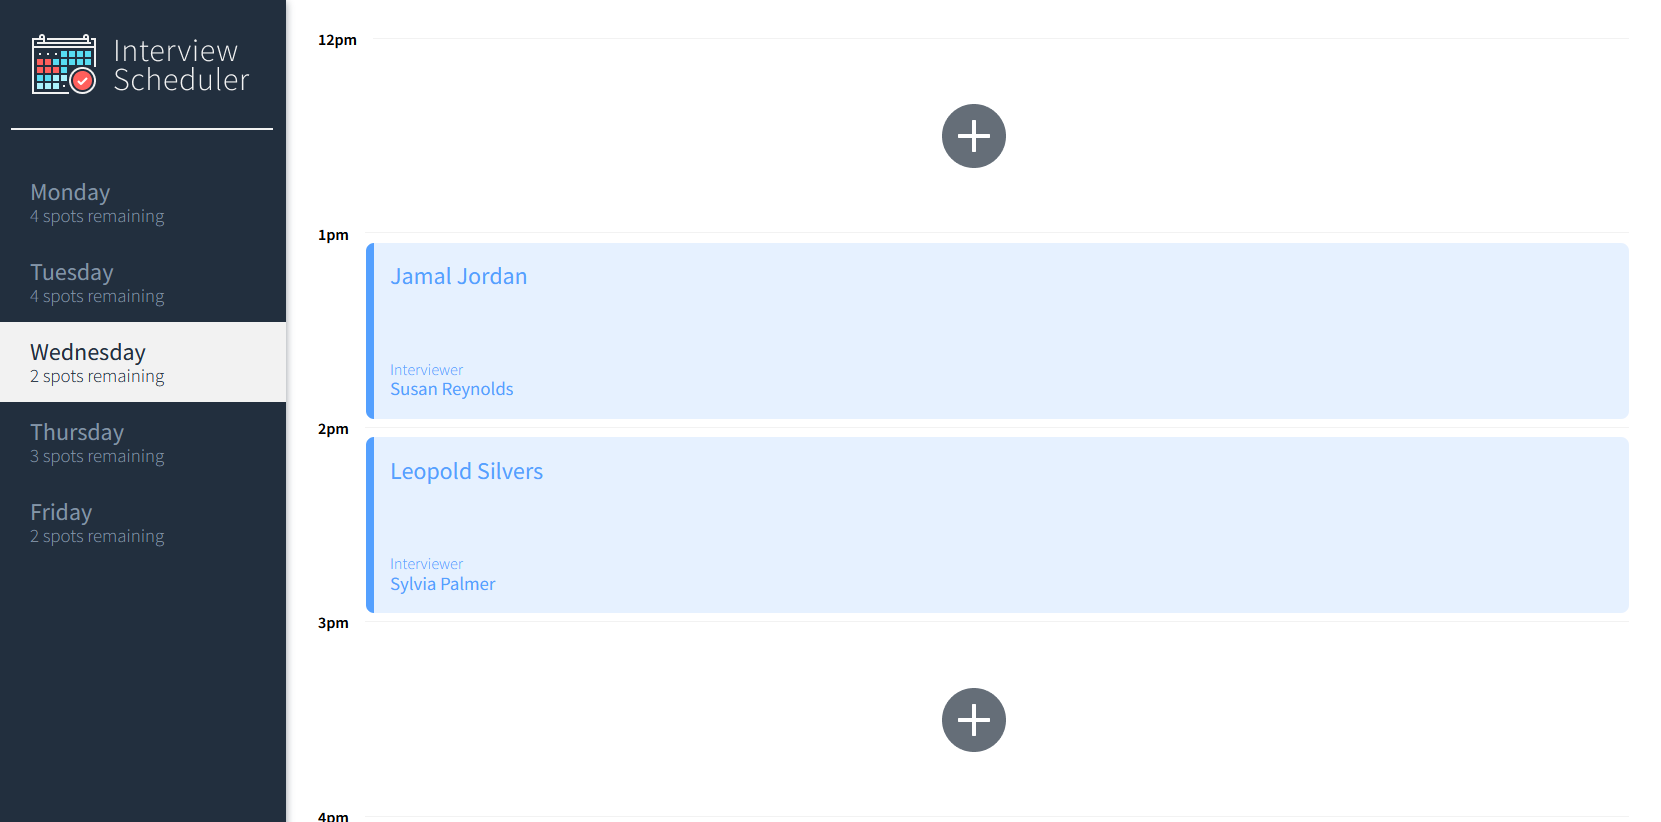 Interview
Scheduler
Monday
4 spots remaining
Tuesday
4 spots remaining
Wednesday
2 spots remaining
Thursday
3 spots remaining
Friday
2 spots remaining
12pm
1pm
Jamal Jordan
Interviewer
Susan Reynolds
2pm
Leopold Silvers
Interviewer
Sylvia Palmer
3pm
4pm